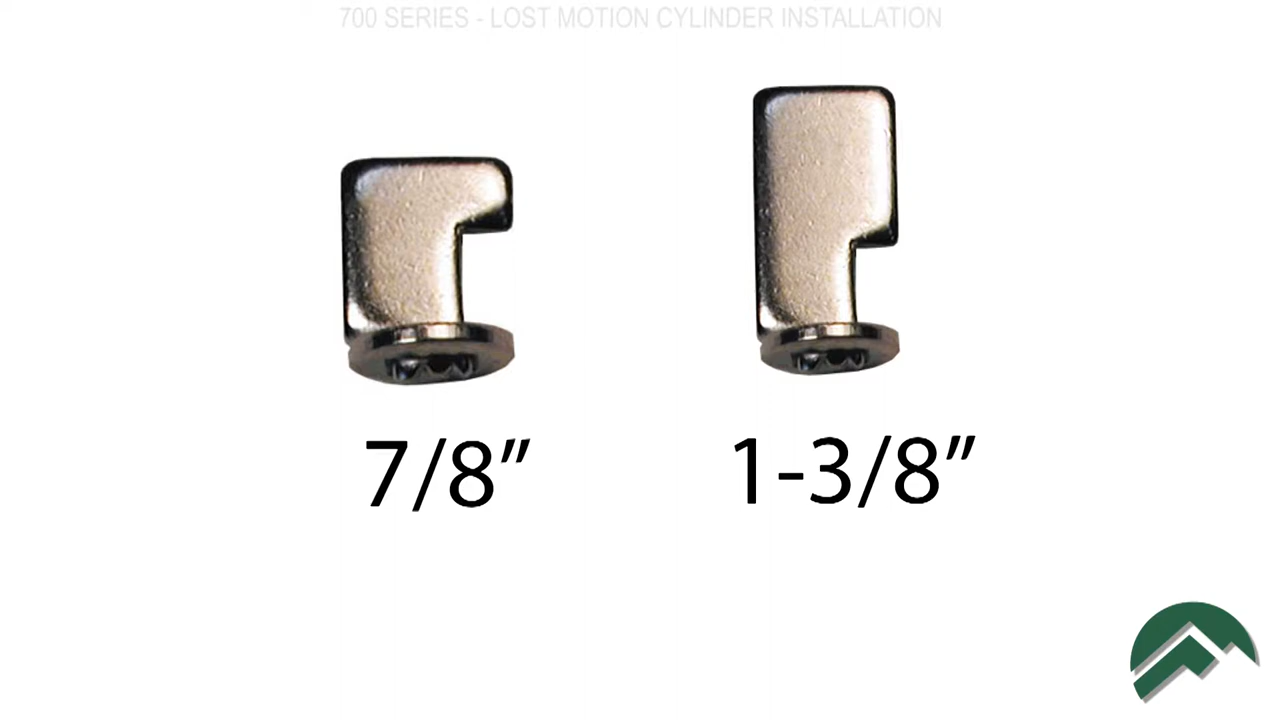 700 SERIES - LOST MOTION CYLINDER INSTALLATION
7/8” 1-3/8”